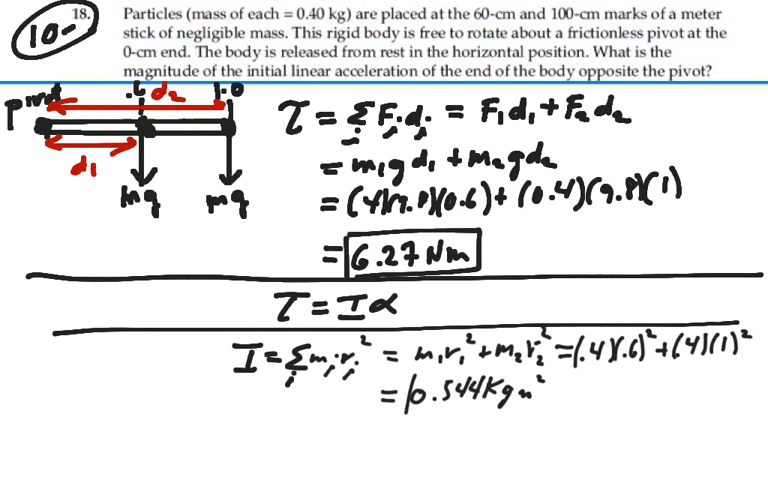 10-
18. Particles (mass of each = 0.40 kg) are placed at the 60-cm and 100-cm marks of a meter
stick of negligible mass. This rigid body is free to rotate about a frictionless pivot at the
0-cm end. The body is released from rest in the horizontal position. What is the
magnitude of the initial linear acceleration of the end of the body opposite the pivot?
Pivot .6 d₂ 1.0
d₁
mg mg
τ = Σᵢ Fᵢdᵢ = F₁d₁ + F₂d₂
= m₁gd₁ + m₂gd₂
= (.4)(9.8)(0.6) + (0.4)(9.8)(1)
= 6.27 Nm
τ = Iα
I = Σᵢ mᵢrᵢ² = m₁r₁² + m₂r₂² = (.4)(.6)² + (.4)(1)²
= 0.544 Kgm²